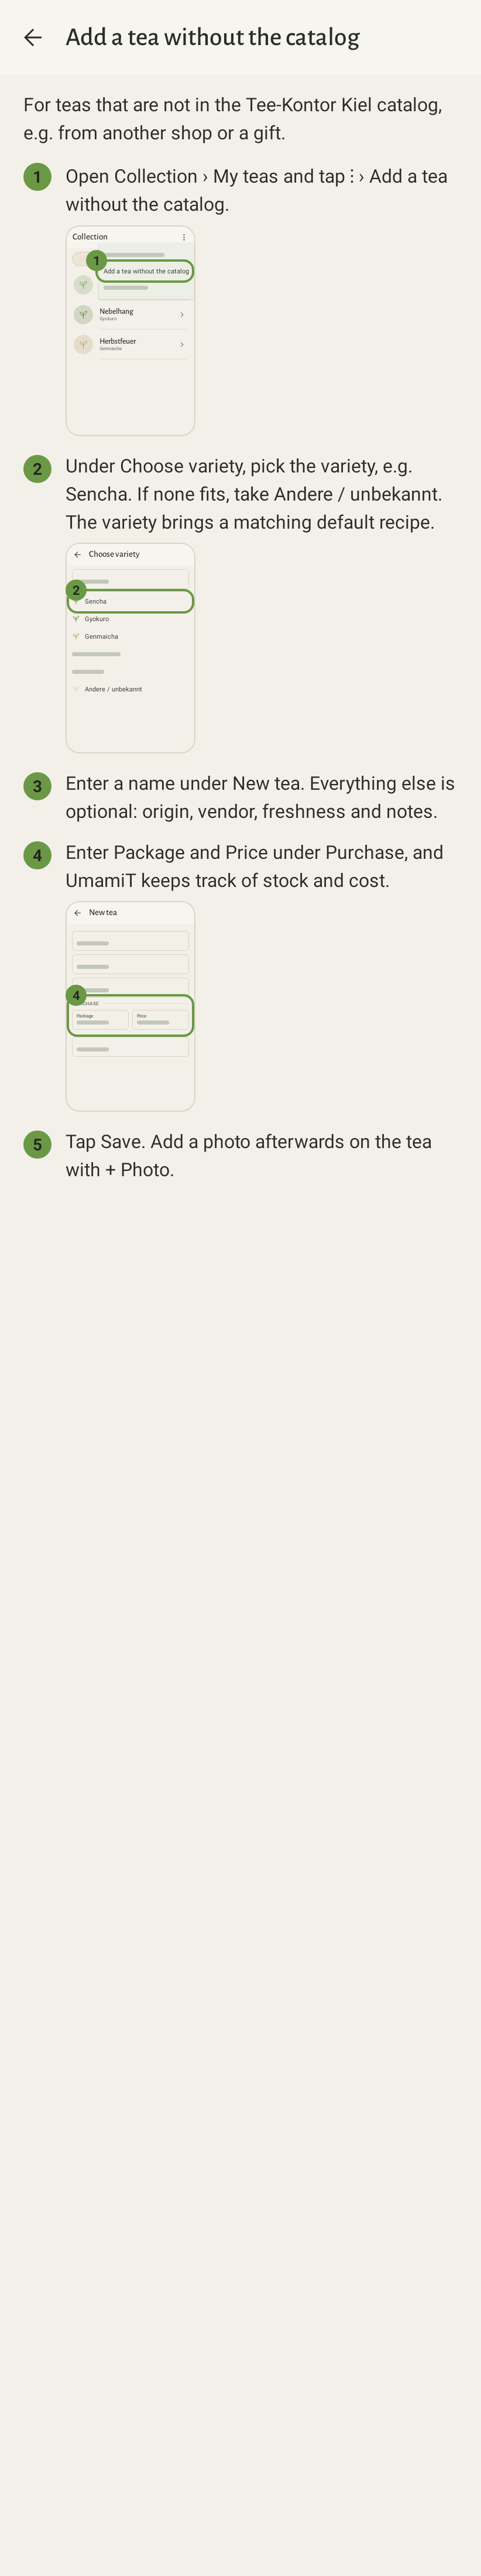 Add a tea without the catalog
For teas that are not in the Tee-Kontor Kiel catalog,
e.g. from another shop or a gift.
1
Open Collection › My teas and tap ⋮ › Add a tea
without the catalog.
Collection
1
Add a tea without the catalog
Nebelhang
Gyokuro
Herbstfeuer
Genmaicha
2
Under Choose variety, pick the variety, e.g.
Sencha. If none fits, take Andere / unbekannt.
The variety brings a matching default recipe.
Choose variety
2
Sencha
Gyokuro
Genmaicha
Andere / unbekannt
3
Enter a name under New tea. Everything else is
optional: origin, vendor, freshness and notes.
4
Enter Package and Price under Purchase, and
UmamiT keeps track of stock and cost.
New tea
4
CHASE
Package
Price
5
Tap Save. Add a photo afterwards on the tea
with + Photo.